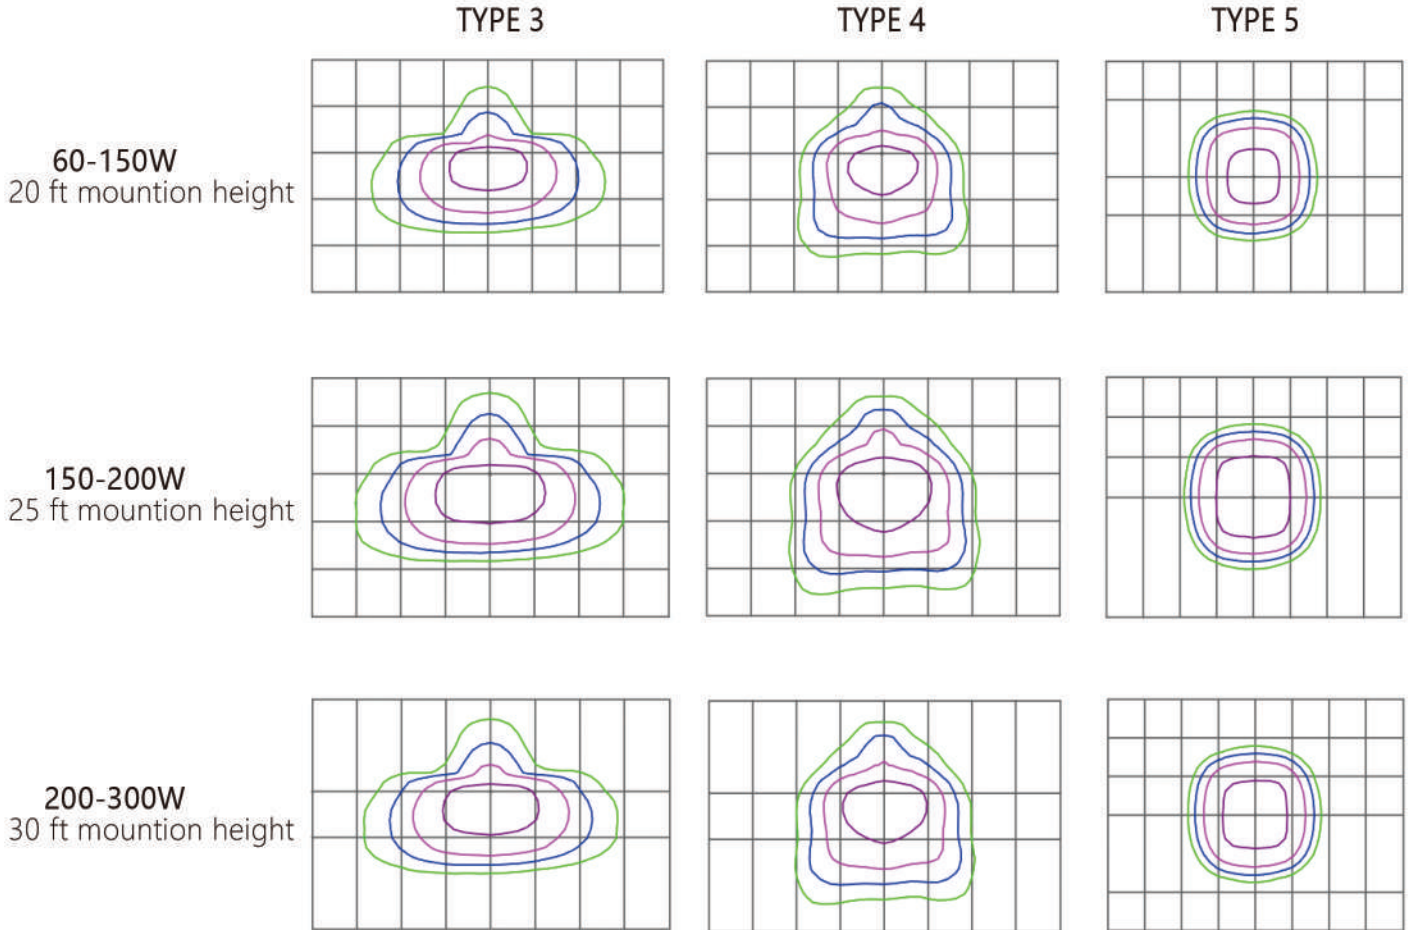 TYPE 3
TYPE 4
TYPE 5
60-150W
20 ft mountion height
150-200W
25 ft mountion height
200-300W
30 ft mountion height